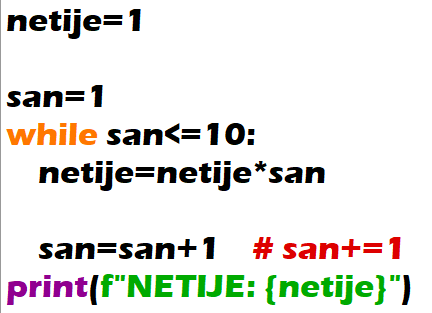 netije=1
san=1
while san<=10:
    netije=netije*san
    san=san+1    # san+=1
print(f"NETIJE: {netije}")